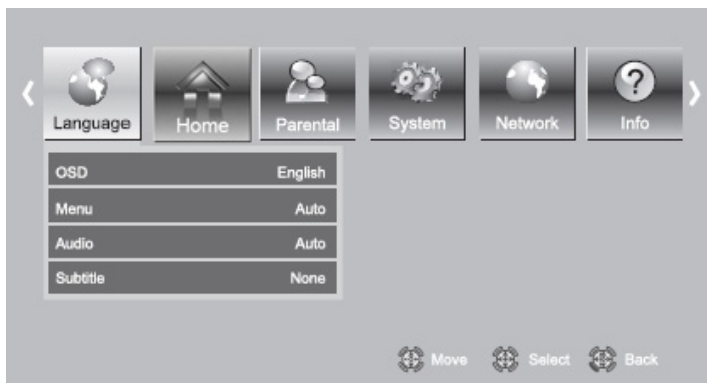 Language Home Parental System Network Info
OSD English
Menu Auto
Audio Auto
Subtitle None
Move Select Back